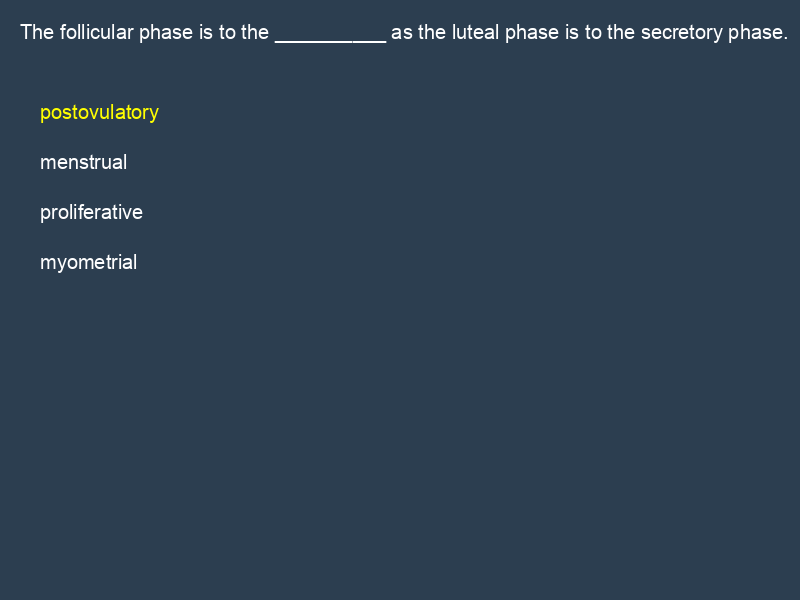 The follicular phase is to the __________ as the luteal phase is to the secretory phase.
postovulatory
menstrual
proliferative
myometrial